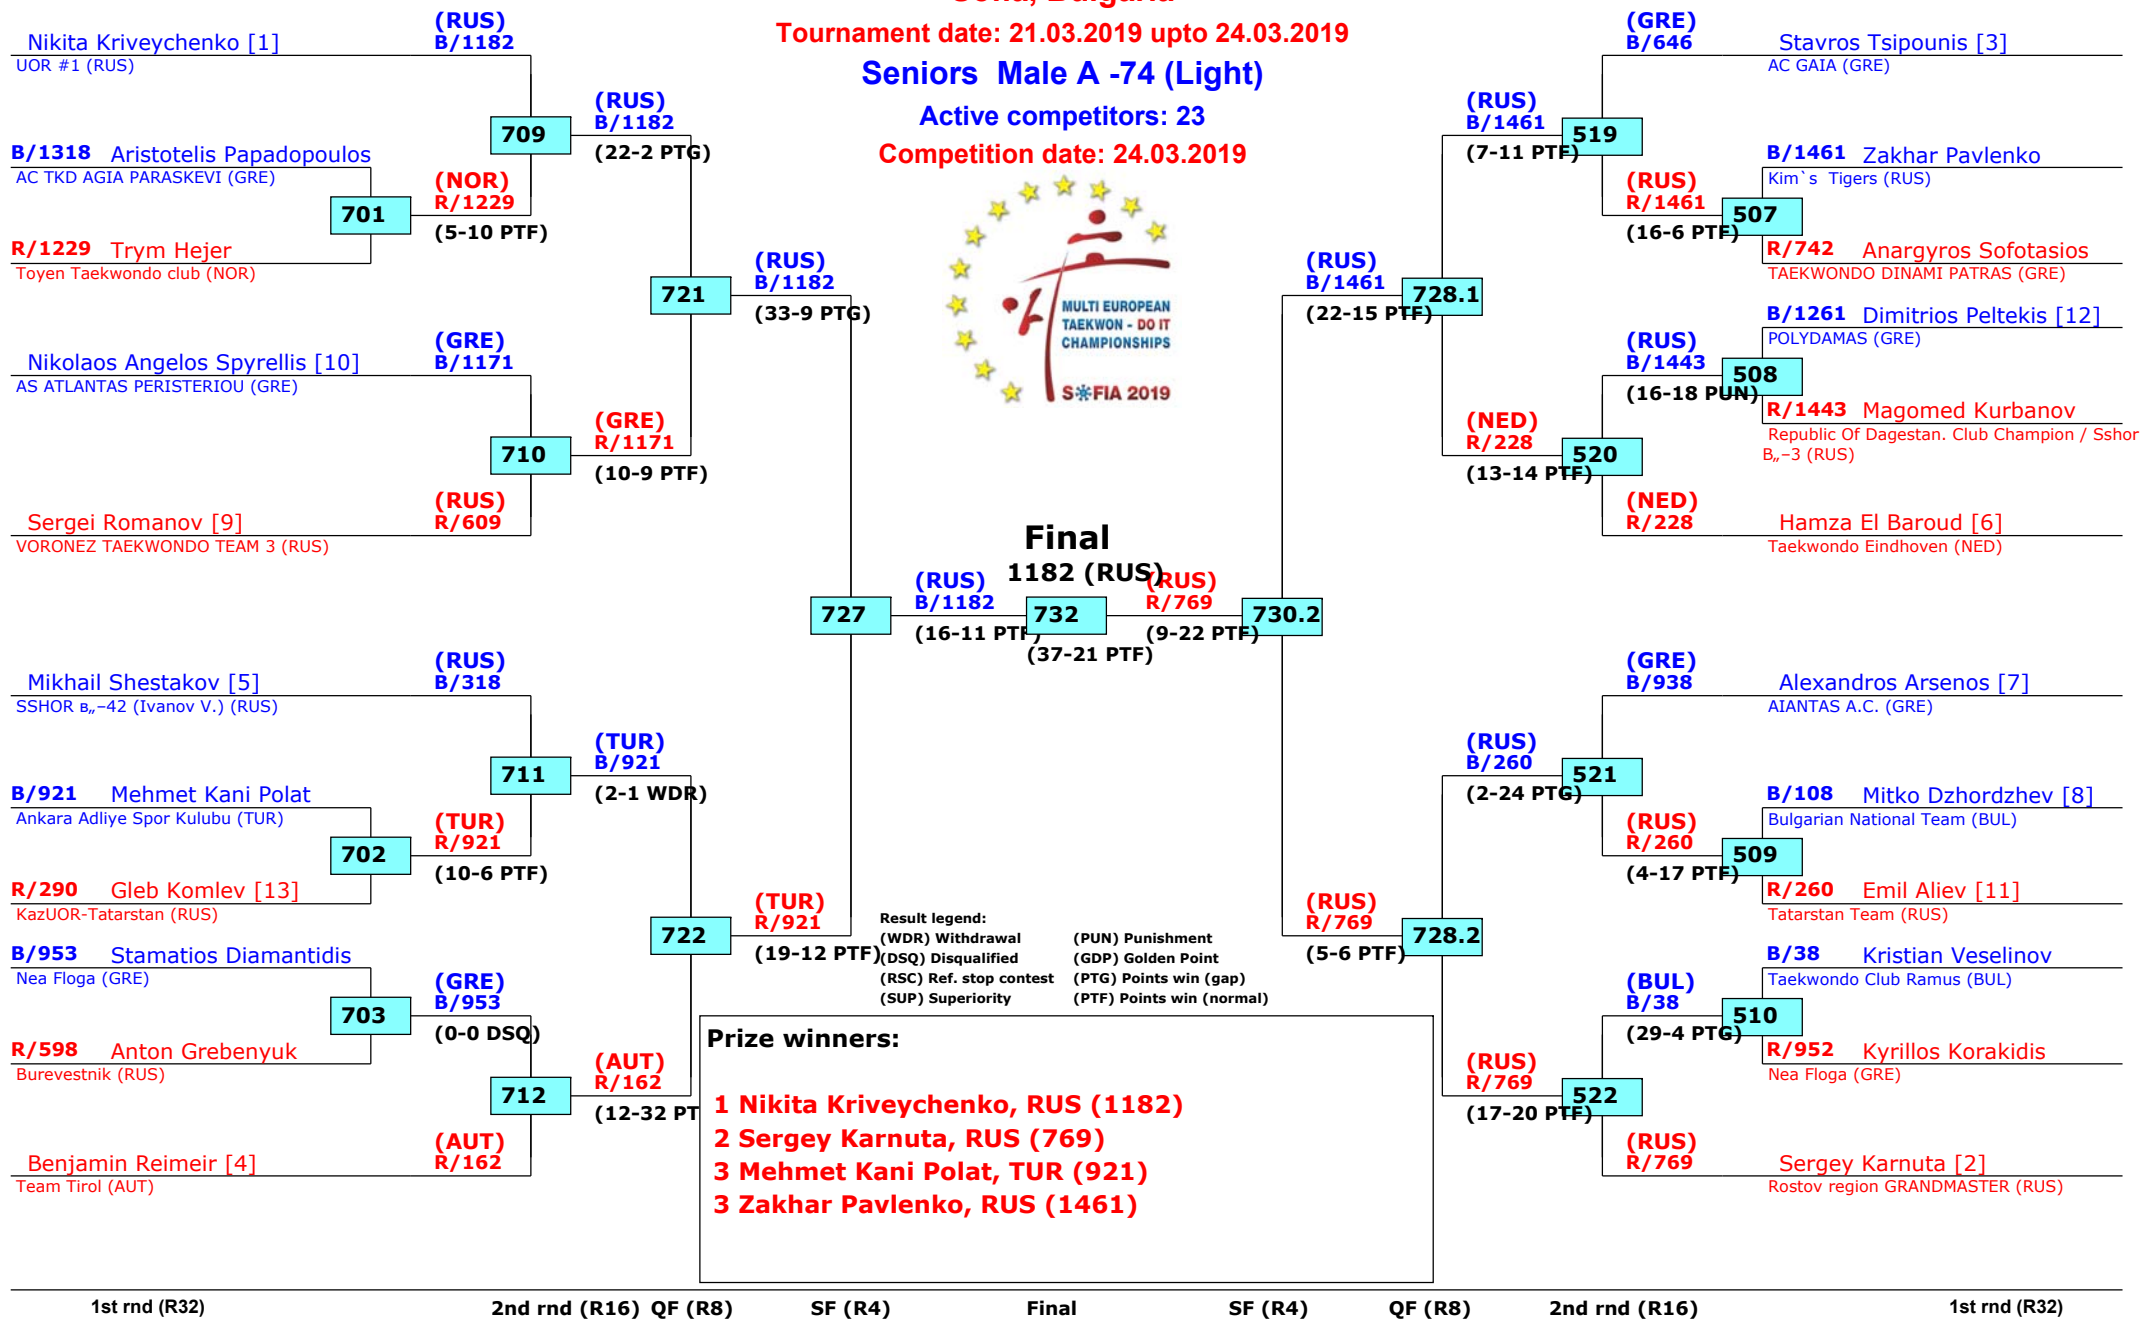 Sofia, Bulgaria
Tournament date: 21.03.2019 upto 24.03.2019
Seniors Male A -74 (Light)
Active competitors: 23
Competition date: 24.03.2019
(RUS)
Nikita Kriveychenko [1] B/1182
UOR #1 (RUS)
709
(RUS)
B/1182
(22-2 PTG)
B/1318 Aristotelis Papadopoulos
AC TKD AGIA PARASKEVI (GRE)
701
(NOR)
R/1229
(5-10 PTF)
R/1229 Trym Hejer
Toyen Taekwondo club (NOR)
721
(RUS)
B/1182
(33-9 PTG)
(GRE)
Nikolaos Angelos Spyrellis [10] B/1171
AS ATLANTAS PERISTERIOU (GRE)
710
(GRE)
R/1171
(10-9 PTF)
(RUS)
Sergei Romanov [9] R/609
VORONEZ TAEKWONDO TEAM 3 (RUS)
727
(RUS)
B/1182
(16-11 PTF)
(RUS)
Mikhail Shestakov [5] B/318
SSHOR в„–42 (Ivanov V.) (RUS)
711
(TUR)
B/921
(2-1 WDR)
B/921 Mehmet Kani Polat
Ankara Adliye Spor Kulubu (TUR)
702
(TUR)
R/921
(10-6 PTF)
R/290 Gleb Komlev [13]
KazUOR-Tatarstan (RUS)
722
(TUR)
R/921
(19-12 PTF)
B/953 Stamatios Diamantidis
Nea Floga (GRE)
703
(GRE)
B/953
(0-0 DSQ)
R/598 Anton Grebenyuk
Burevestnik (RUS)
712
(AUT)
R/162
(12-32 PT
(AUT)
Benjamin Reimeir [4] R/162
Team Tirol (AUT)
MULTI EUROPEAN
TAEKWON - DO IT
CHAMPIONSHIPS
SOFIA 2019
Final
1182 (RUS)
732
(37-21 PTF)
(RUS)
R/769
(9-22 PTF)
730.2
(RUS)
B/1461
(22-15 PTF)
728.1
(RUS)
B/1461
(7-11 PTF)
519
(GRE)
B/646 Stavros Tsipounis [3]
AC GAIA (GRE)
B/1461 Zakhar Pavlenko
Kim`s Tigers (RUS)
(RUS)
R/1461
(16-6 PTF)
507
R/742 Anargyros Sofotasios
TAEKWONDO DINAMI PATRAS (GRE)
B/1261 Dimitrios Peltekis [12]
POLYDAMAS (GRE)
(RUS)
B/1443
(16-18 PUN)
508
R/1443 Magomed Kurbanov
Republic Of Dagestan. Club Champion / Sshor
в„–3 (RUS)
(NED)
R/228
(13-14 PTF)
520
(NED)
R/228 Hamza El Baroud [6]
Taekwondo Eindhoven (NED)
(GRE)
B/938 Alexandros Arsenos [7]
AIANTAS A.C. (GRE)
(RUS)
B/260
(2-24 PTG)
521
B/108 Mitko Dzhordzhev [8]
Bulgarian National Team (BUL)
(RUS)
R/260
(4-17 PTF)
509
R/260 Emil Aliev [11]
Tatarstan Team (RUS)
(RUS)
R/769
(5-6 PTF)
728.2
B/38 Kristian Veselinov
Taekwondo Club Ramus (BUL)
(BUL)
B/38
(29-4 PTG)
510
R/952 Kyrillos Korakidis
Nea Floga (GRE)
(RUS)
R/769
(17-20 PTF)
522
(RUS)
R/769 Sergey Karnuta [2]
Rostov region GRANDMASTER (RUS)
Result legend:
(WDR) Withdrawal (PUN) Punishment
(DSQ) Disqualified (GDP) Golden Point
(RSC) Ref. stop contest (PTG) Points win (gap)
(SUP) Superiority (PTF) Points win (normal)
Prize winners:
1 Nikita Kriveychenko, RUS (1182)
2 Sergey Karnuta, RUS (769)
3 Mehmet Kani Polat, TUR (921)
3 Zakhar Pavlenko, RUS (1461)
1st rnd (R32) 2nd rnd (R16) QF (R8) SF (R4) Final SF (R4) QF (R8) 2nd rnd (R16) 1st rnd (R32)